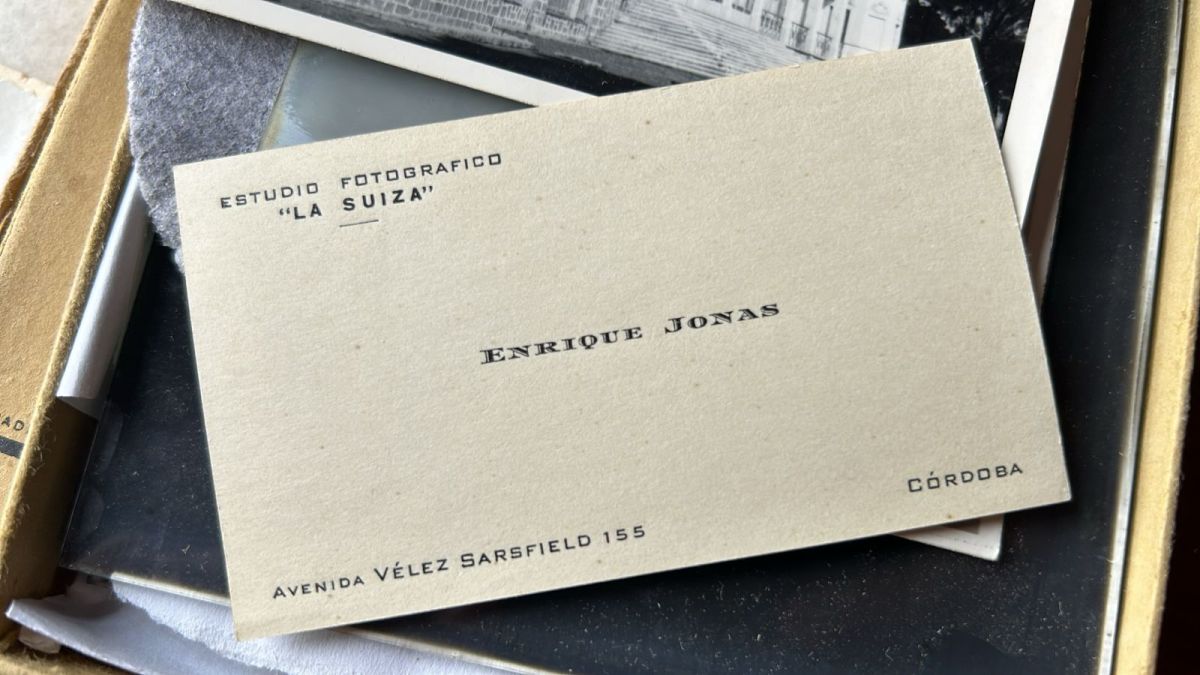 ESTUDIO FOTOGRAFICO
“LA SUIZA”
ENRIQUE JONAS
CÓRDOBA
AVENIDA VÉLEZ SARSFIELD 155